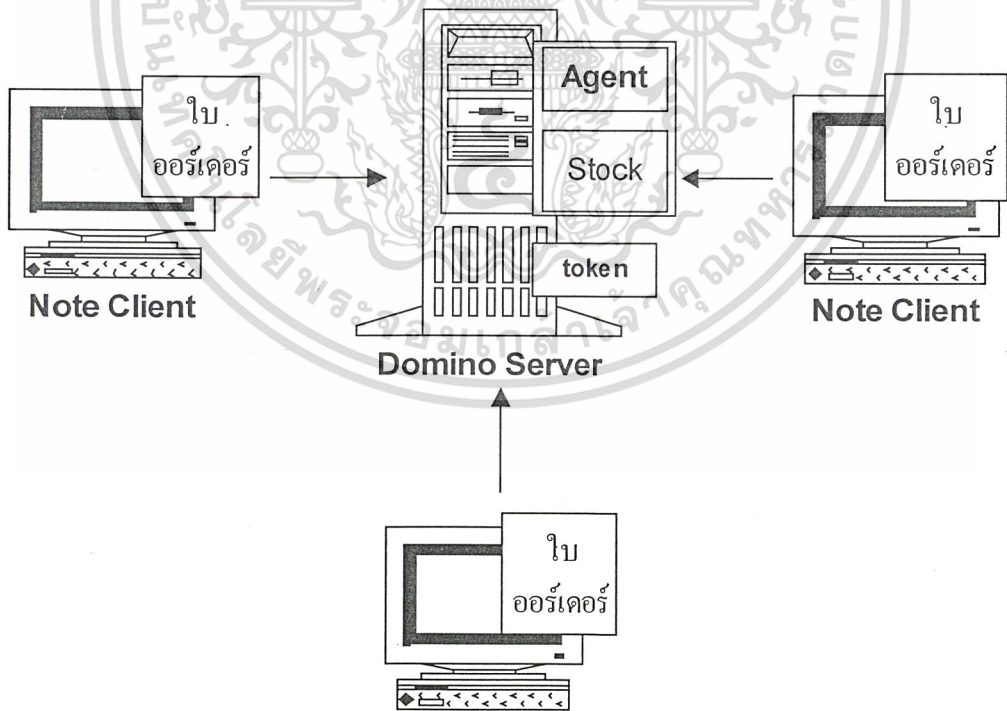 Agent
Stock
token
Domino Server
ใบ
ออร์เดอร์
Note Client
ใบ
ออร์เดอร์
Note Client
ใบ
ออร์เดอร์